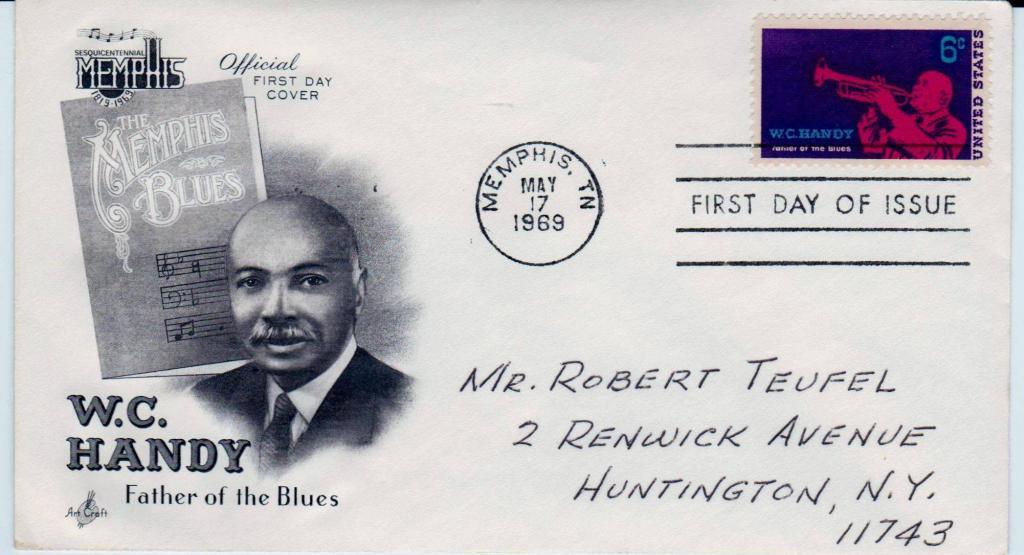 SESQUICENTENNIAL
MEMPHIS
1819-1969
Official
FIRST DAY
COVER
THE
MEMPHIS
BLUES
W.C.
HANDY
Father of the Blues
Art Craft
MEMPHIS, TN
MAY
17
1969
6c
UNITED STATES
W.C.HANDY
Father of the Blues
FIRST DAY OF ISSUE
MR. ROBERT TEUFEL
2 RENWICK AVENUE
HUNTINGTON, N.Y.
11743